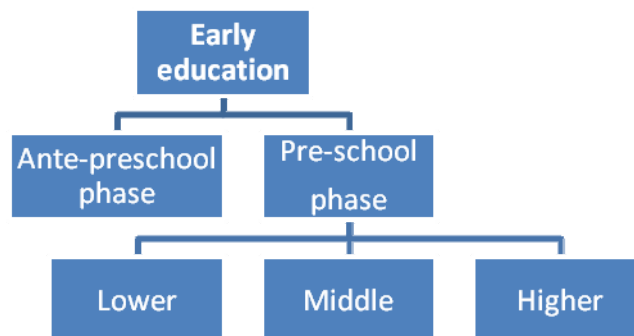 Early
education
Ante-preschool
phase
Pre-school
phase
Lower
Middle
Higher